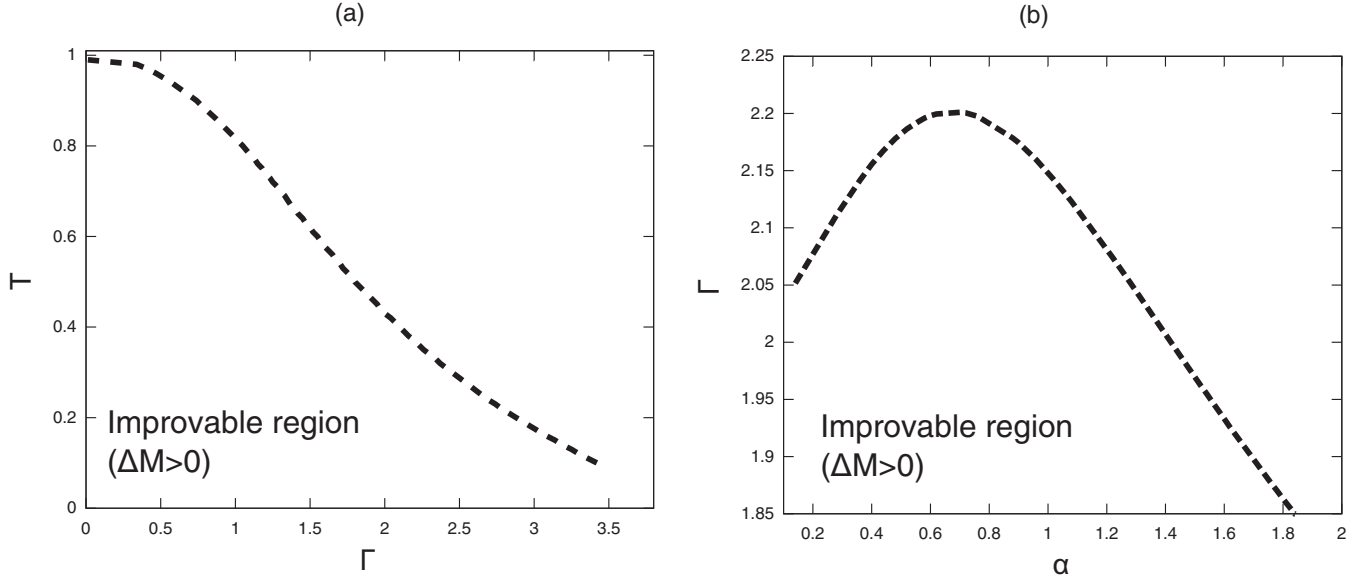 (a)
1
0.8
0.6
0.4
0.2
0
T
Improvable region
(ΔM>0)
0 0.5 1 1.5 2 2.5 3 3.5
Γ
(b)
2.25
2.2
2.15
2.1
2.05
2
1.95
1.9
1.85
Γ
Improvable region
(ΔM>0)
0.2 0.4 0.6 0.8 1 1.2 1.4 1.6 1.8 2
α